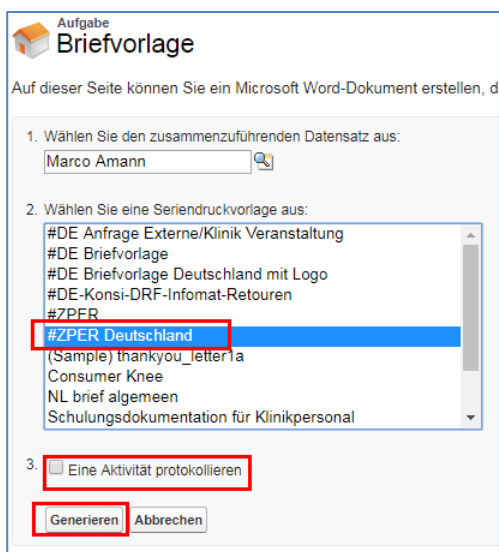 Aufgabe
Briefvorlage
Auf dieser Seite können Sie ein Microsoft Word-Dokument erstellen, d
1. Wählen Sie den zusammenzuführenden Datensatz aus:
Marco Amann
2. Wählen Sie eine Seriendruckvorlage aus:
#DE Anfrage Externe/Klinik Veranstaltung
#DE Briefvorlage
#DE Briefvorlage Deutschland mit Logo
#DE-Konsi-DRF-Infomat-Retouren
#ZPER
#ZPER Deutschland
(Sample) thankyou_letter1a
Consumer Knee
NL brief algemeen
Schulungsdokumentation für Klinikpersonal
3. Eine Aktivität protokollieren
Generieren Abbrechen